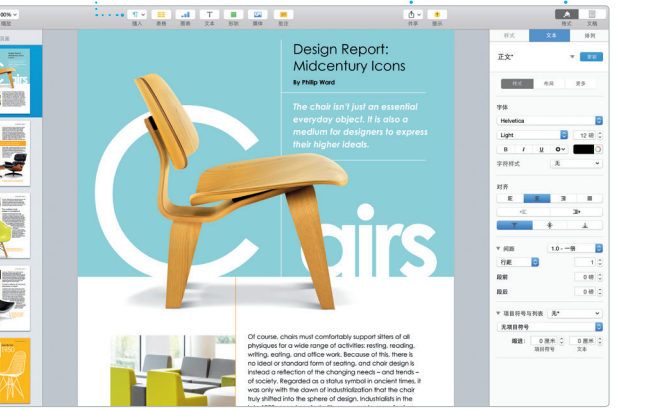 插入
表格
图表
文本
形状
媒体
批注
共享
提示
格式
文稿
样式
文本
排列
正文*
更新
样式
布局
更多
字体
Helvetica
Light
12 磅
B I U
字符样式
无
对齐
间距
1.0 - 一倍
行距
1
段前
0 磅
段后
0 磅
项目符号与列表
无*
无项目符号
缩进:
0 厘米
0 厘米
项目符号
文本
Design Report:
Midcentury Icons
By Philip Ward
The chair isn't just an essential
everyday object. It is also a
medium for designers to express
their higher ideals.
Chairs
Of course, chairs must comfortably support sitters of all
physiques for a wide range of activities: resting, reading,
writing, eating, and office work. Because of this, there is
no ideal or standard form of seating, and chair design is
instead a reflection of the changing needs – and trends –
of society. Regarded as a status symbol in ancient times, it
was only with the dawn of industrialization that the chair
truly shifted into the sphere of design. Industrialists in the